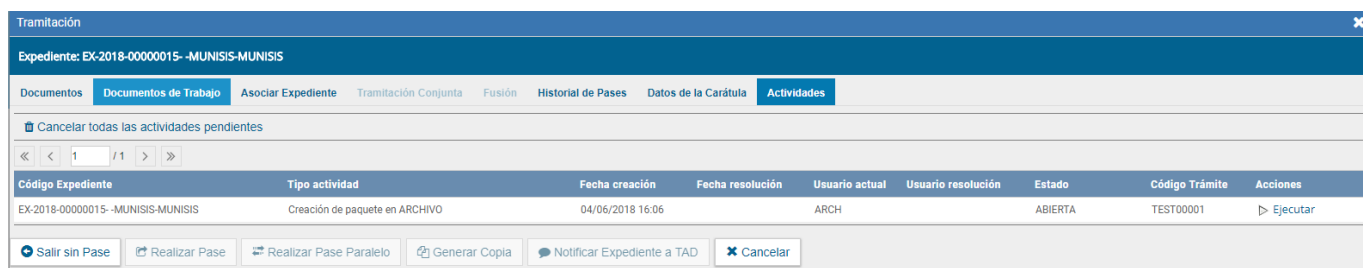 Tramitación
Expediente: EX-2018-00000015- -MUNISIS-MUNISIS
Documentos Documentos de Trabajo Asociar Expediente Tramitación Conjunta Fusión Historial de Pases Datos de la Carátula Actividades
Cancelar todas las actividades pendientes
1 / 1
Código Expediente Tipo actividad Fecha creación Fecha resolución Usuario actual Usuario resolución Estado Código Trámite Acciones
EX-2018-00000015- -MUNISIS-MUNISIS Creación de paquete en ARCHIVO 04/06/2018 16:06 ARCH ABIERTA TEST00001 Ejecutar
Salir sin Pase Realizar Pase Realizar Pase Paralelo Generar Copia Notificar Expediente a TAD Cancelar